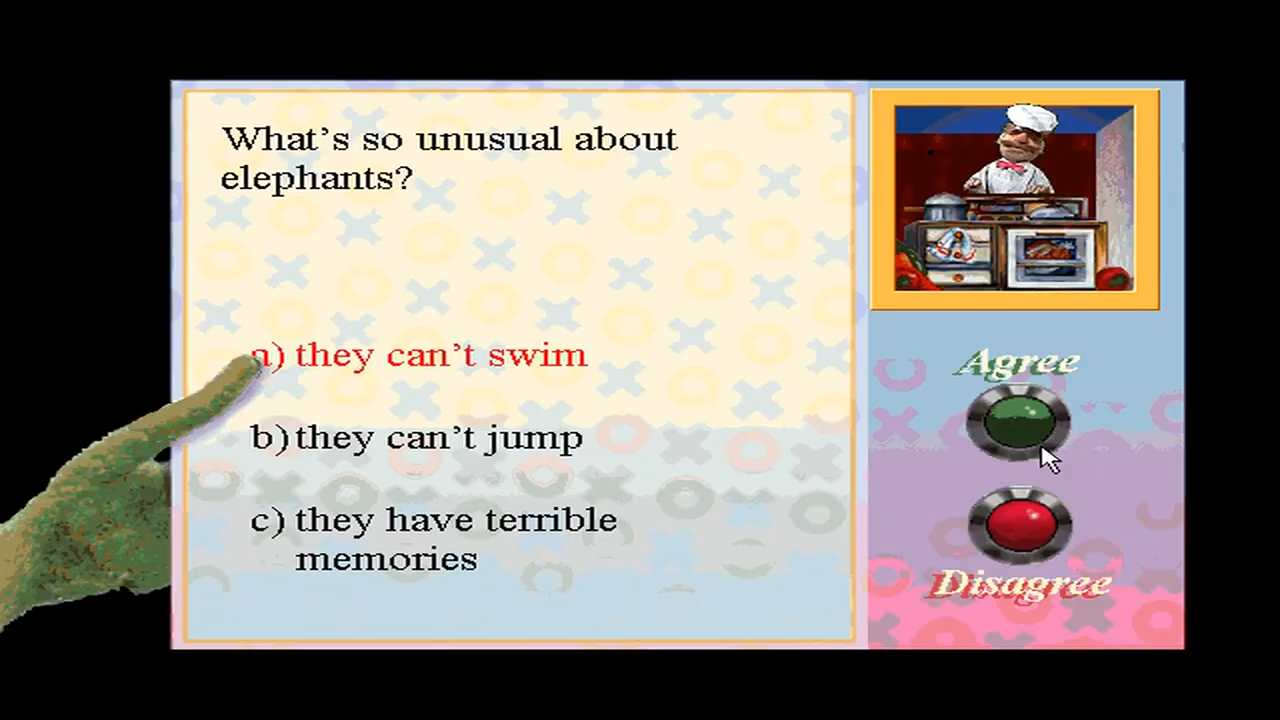 What's so unusual about
elephants?
a) they can't swim
b) they can't jump
c) they have terrible
memories
Agree
Disagree